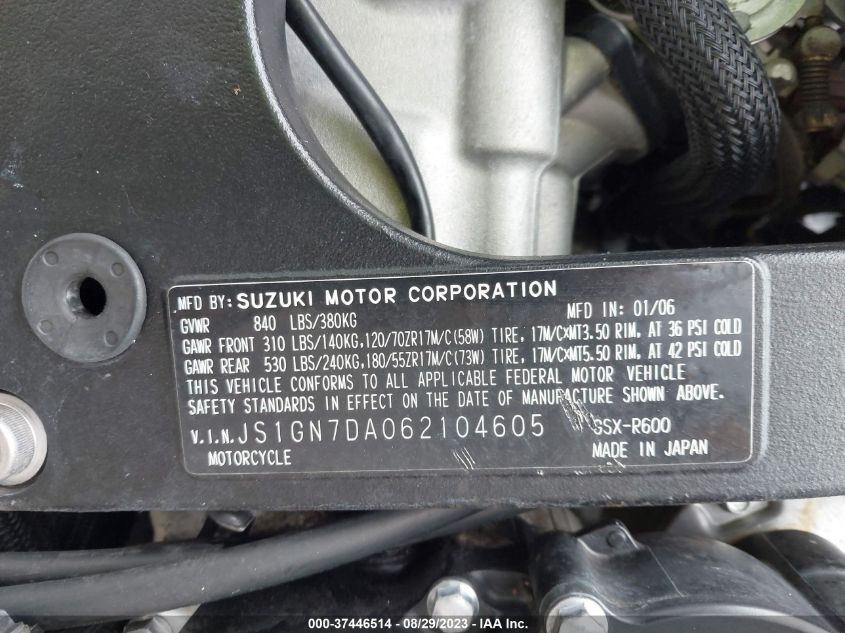 MFD BY: SUZUKI MOTOR CORPORATION MFD IN: 01/06
GVWR 840 LBS/380KG
GAWR FRONT 310 LBS/140KG,120/70ZR17M/C(58W) TIRE, 17M/CXMT3.50 RIM, AT 36 PSI COLD
GAWR REAR 530 LBS/240KG,180/55ZR17M/C(73W) TIRE, 17M/CXMT5.50 RIM, AT 42 PSI COLD
THIS VEHICLE CONFORMS TO ALL APPLICABLE FEDERAL MOTOR VEHICLE
SAFETY STANDARDS IN EFFECT ON THE DATE OF MANUFACTURE SHOWN ABOVE.
V.I.N. JS1GN7DA062104605 GSX-R600
MOTORCYCLE MADE IN JAPAN
000-37446514 - 08/29/2023 - IAA Inc.